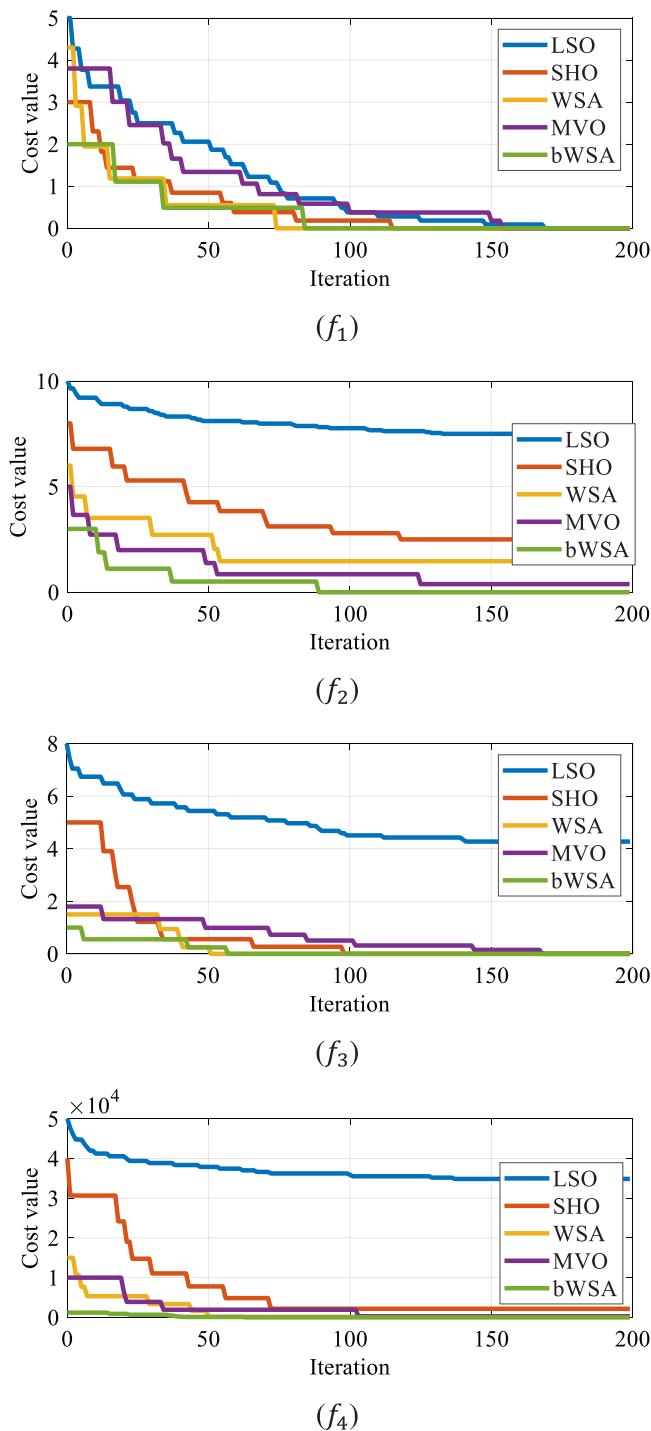 5
4
3
2
1
0
Cost value
LSO
SHO
WSA
MVO
bWSA
0 50 100 150 200
Iteration
(f1)
10
5
0
Cost value
LSO
SHO
WSA
MVO
bWSA
0 50 100 150 200
Iteration
(f2)
8
6
4
2
0
Cost value
LSO
SHO
WSA
MVO
bWSA
0 50 100 150 200
Iteration
(f3)
×10^4
5
4
3
2
1
0
Cost value
LSO
SHO
WSA
MVO
bWSA
0 50 100 150 200
Iteration
(f4)